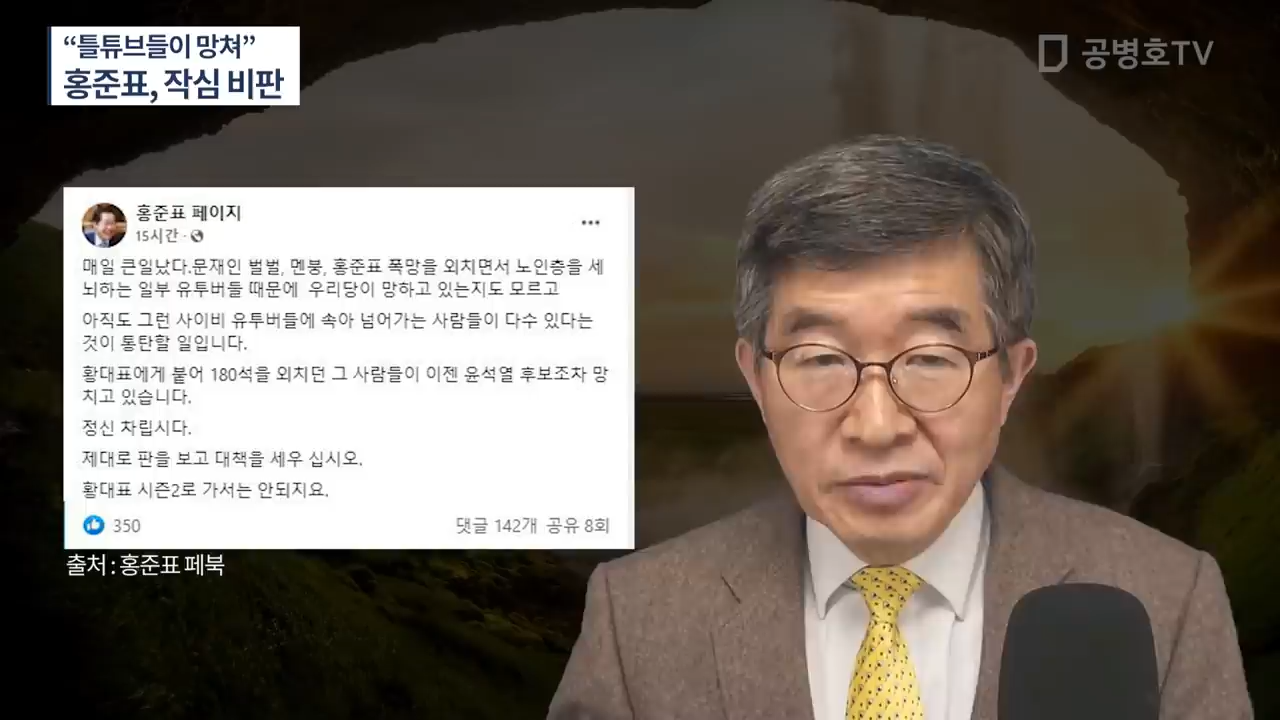 “틀튜브들이 망쳐”
홍준표, 작심 비판
공병호TV
홍준표 페이지
15시간 ·
매일 큰일났다.문재인 벌벌, 멘붕, 홍준표 폭망을 외치면서 노인층을 세
뇌하는 일부 유투버들 때문에 우리당이 망하고 있는지도 모르고
아직도 그런 사이비 유투버들에 속아 넘어가는 사람들이 다수 있다는
것이 통탄할 일입니다.
황대표에게 붙어 180석을 외치던 그 사람들이 이젠 윤석열 후보조차 망
치고 있습니다.
정신 차립시다.
제대로 판을 보고 대책을 세우 십시오.
황대표 시즌2로 가서는 안되지요.
350 댓글 142개 공유 8회
출처 : 홍준표 페북